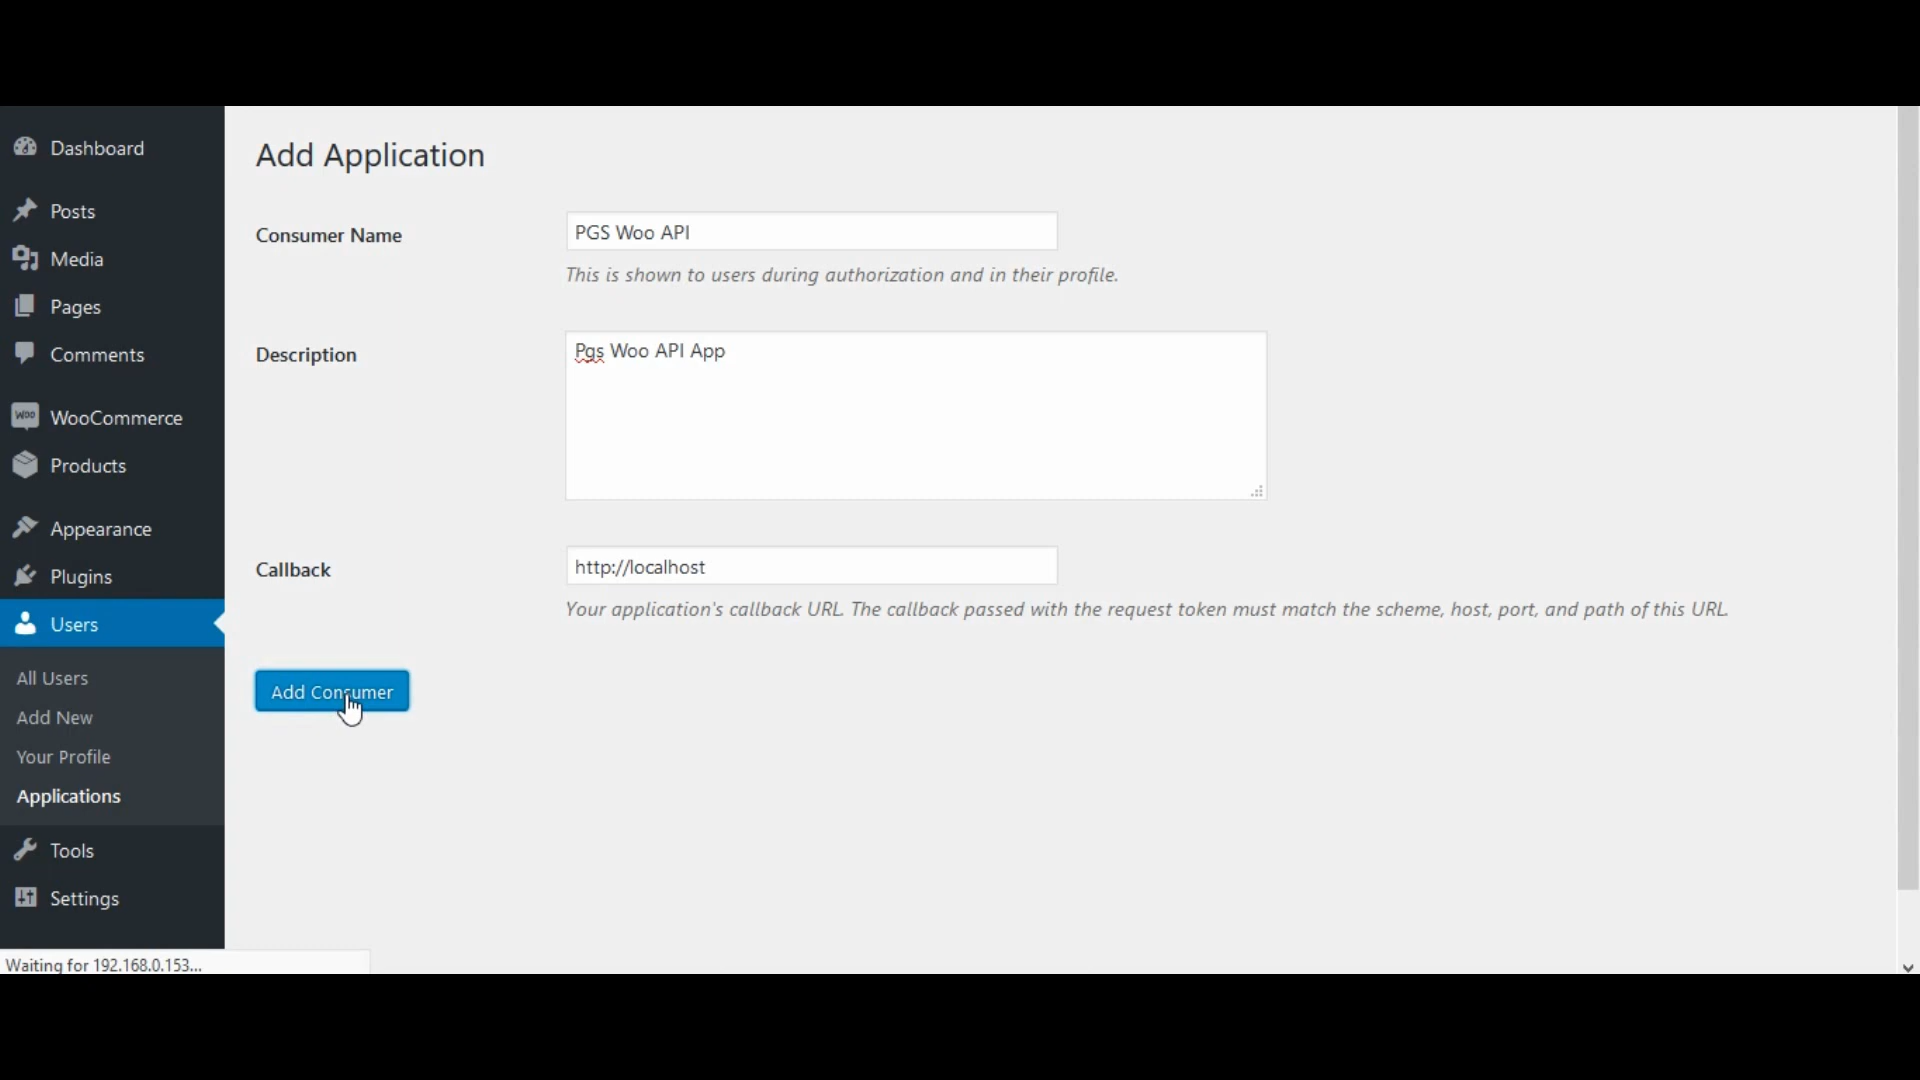 Dashboard
Posts
Media
Pages
Comments
WOO
WooCommerce
Products
Appearance
Plugins
Users
All Users
Add New
Your Profile
Applications
Tools
Settings
Add Application
Consumer Name
PGS Woo API
This is shown to users during authorization and in their profile.
Description
Pgs Woo API App
Callback
http://localhost
Your application's callback URL. The callback passed with the request token must match the scheme, host, port, and path of this URL.
Add Consumer
Waiting for 192.168.0.153...